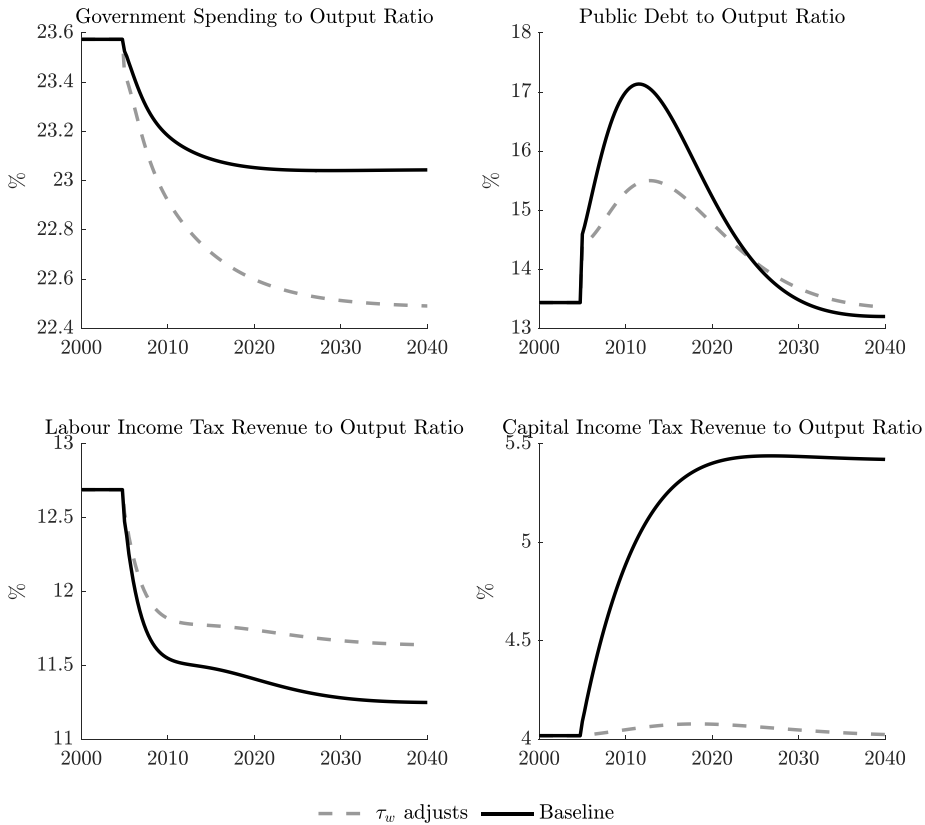 Government Spending to Output Ratio
23.6
23.4
23.2
23
22.8
22.6
22.4
%
2000 2010 2020 2030 2040
Public Debt to Output Ratio
18
17
16
15
14
13
%
2000 2010 2020 2030 2040
Labour Income Tax Revenue to Output Ratio
13
12.5
12
11.5
11
%
2000 2010 2020 2030 2040
Capital Income Tax Revenue to Output Ratio
5.5
5
4.5
4
%
2000 2010 2020 2030 2040
τw adjusts Baseline